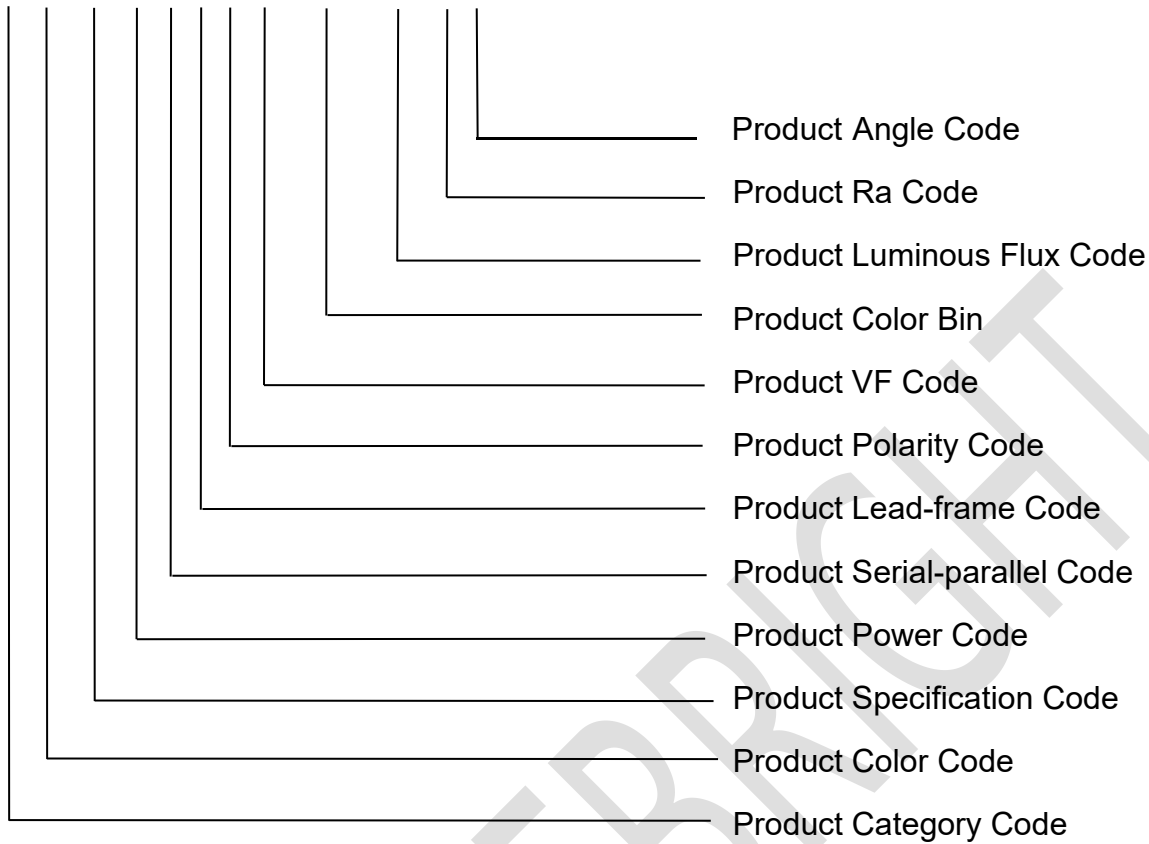 Product Angle Code
Product Ra Code
Product Luminous Flux Code
Product Color Bin
Product VF Code
Product Polarity Code
Product Lead-frame Code
Product Serial-parallel Code
Product Power Code
Product Specification Code
Product Color Code
Product Category Code
EBRIGHT